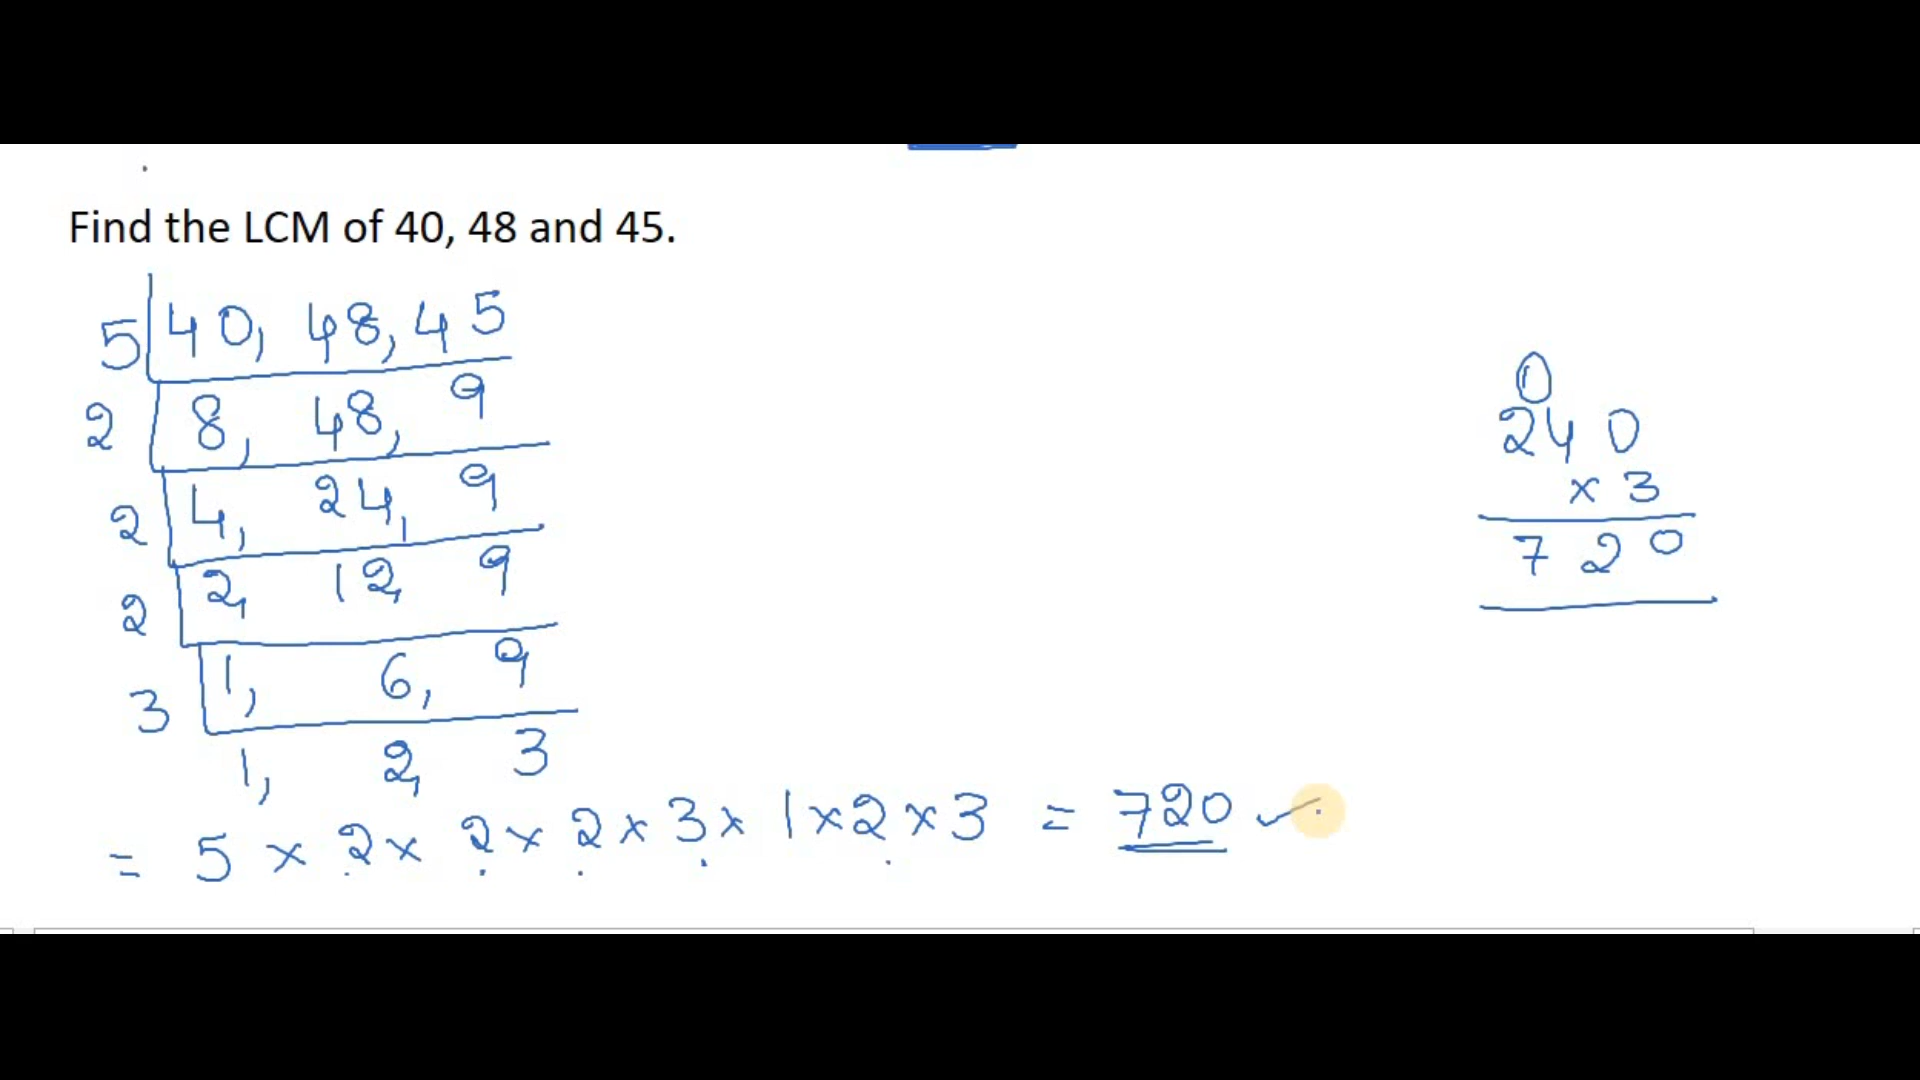 Find the LCM of 40, 48 and 45.
5 40, 48, 45
2 8, 48, 9
2 4, 24, 9
2 2, 12, 9
3 1, 6, 9
1, 2, 3
= 5 × 2 × 2 × 2 × 3 × 1 × 2 × 3 = 720 ✓
0
240
× 3
720